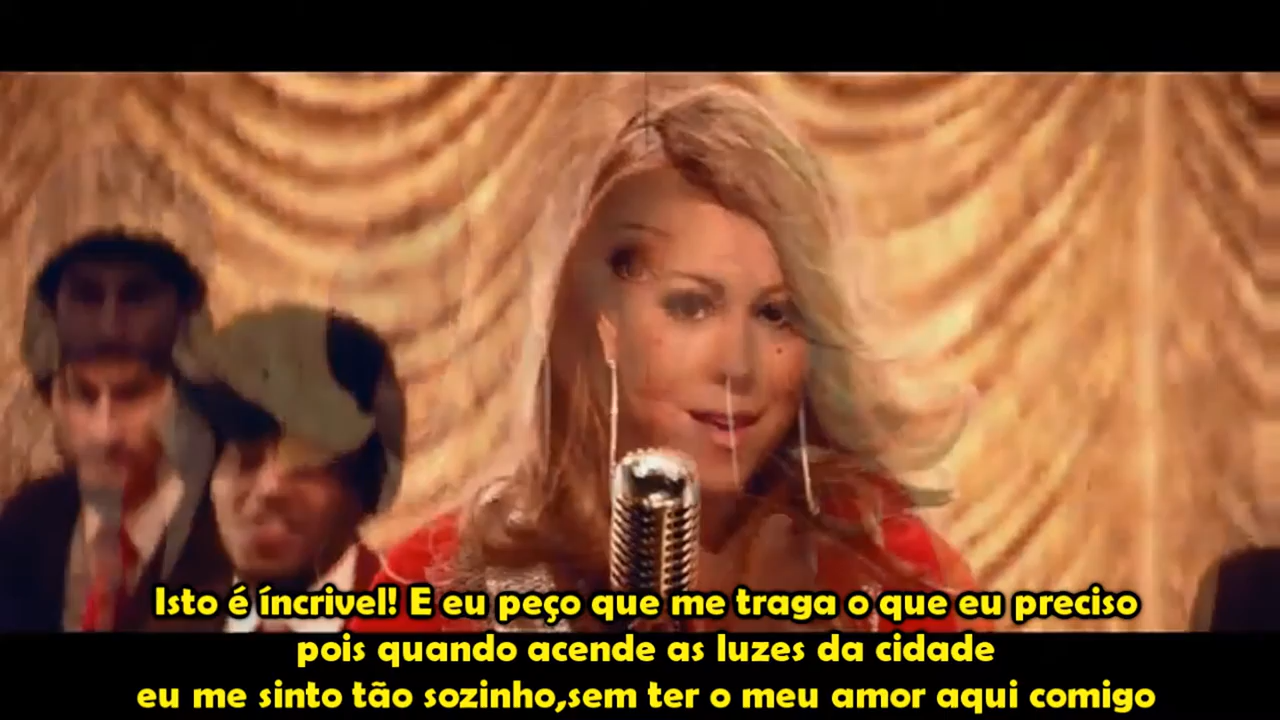 Isto é íncrivel! E eu peço que me traga o que eu preciso
pois quando acende as luzes da cidade
eu me sinto tão sozinho,sem ter o meu amor aqui comigo